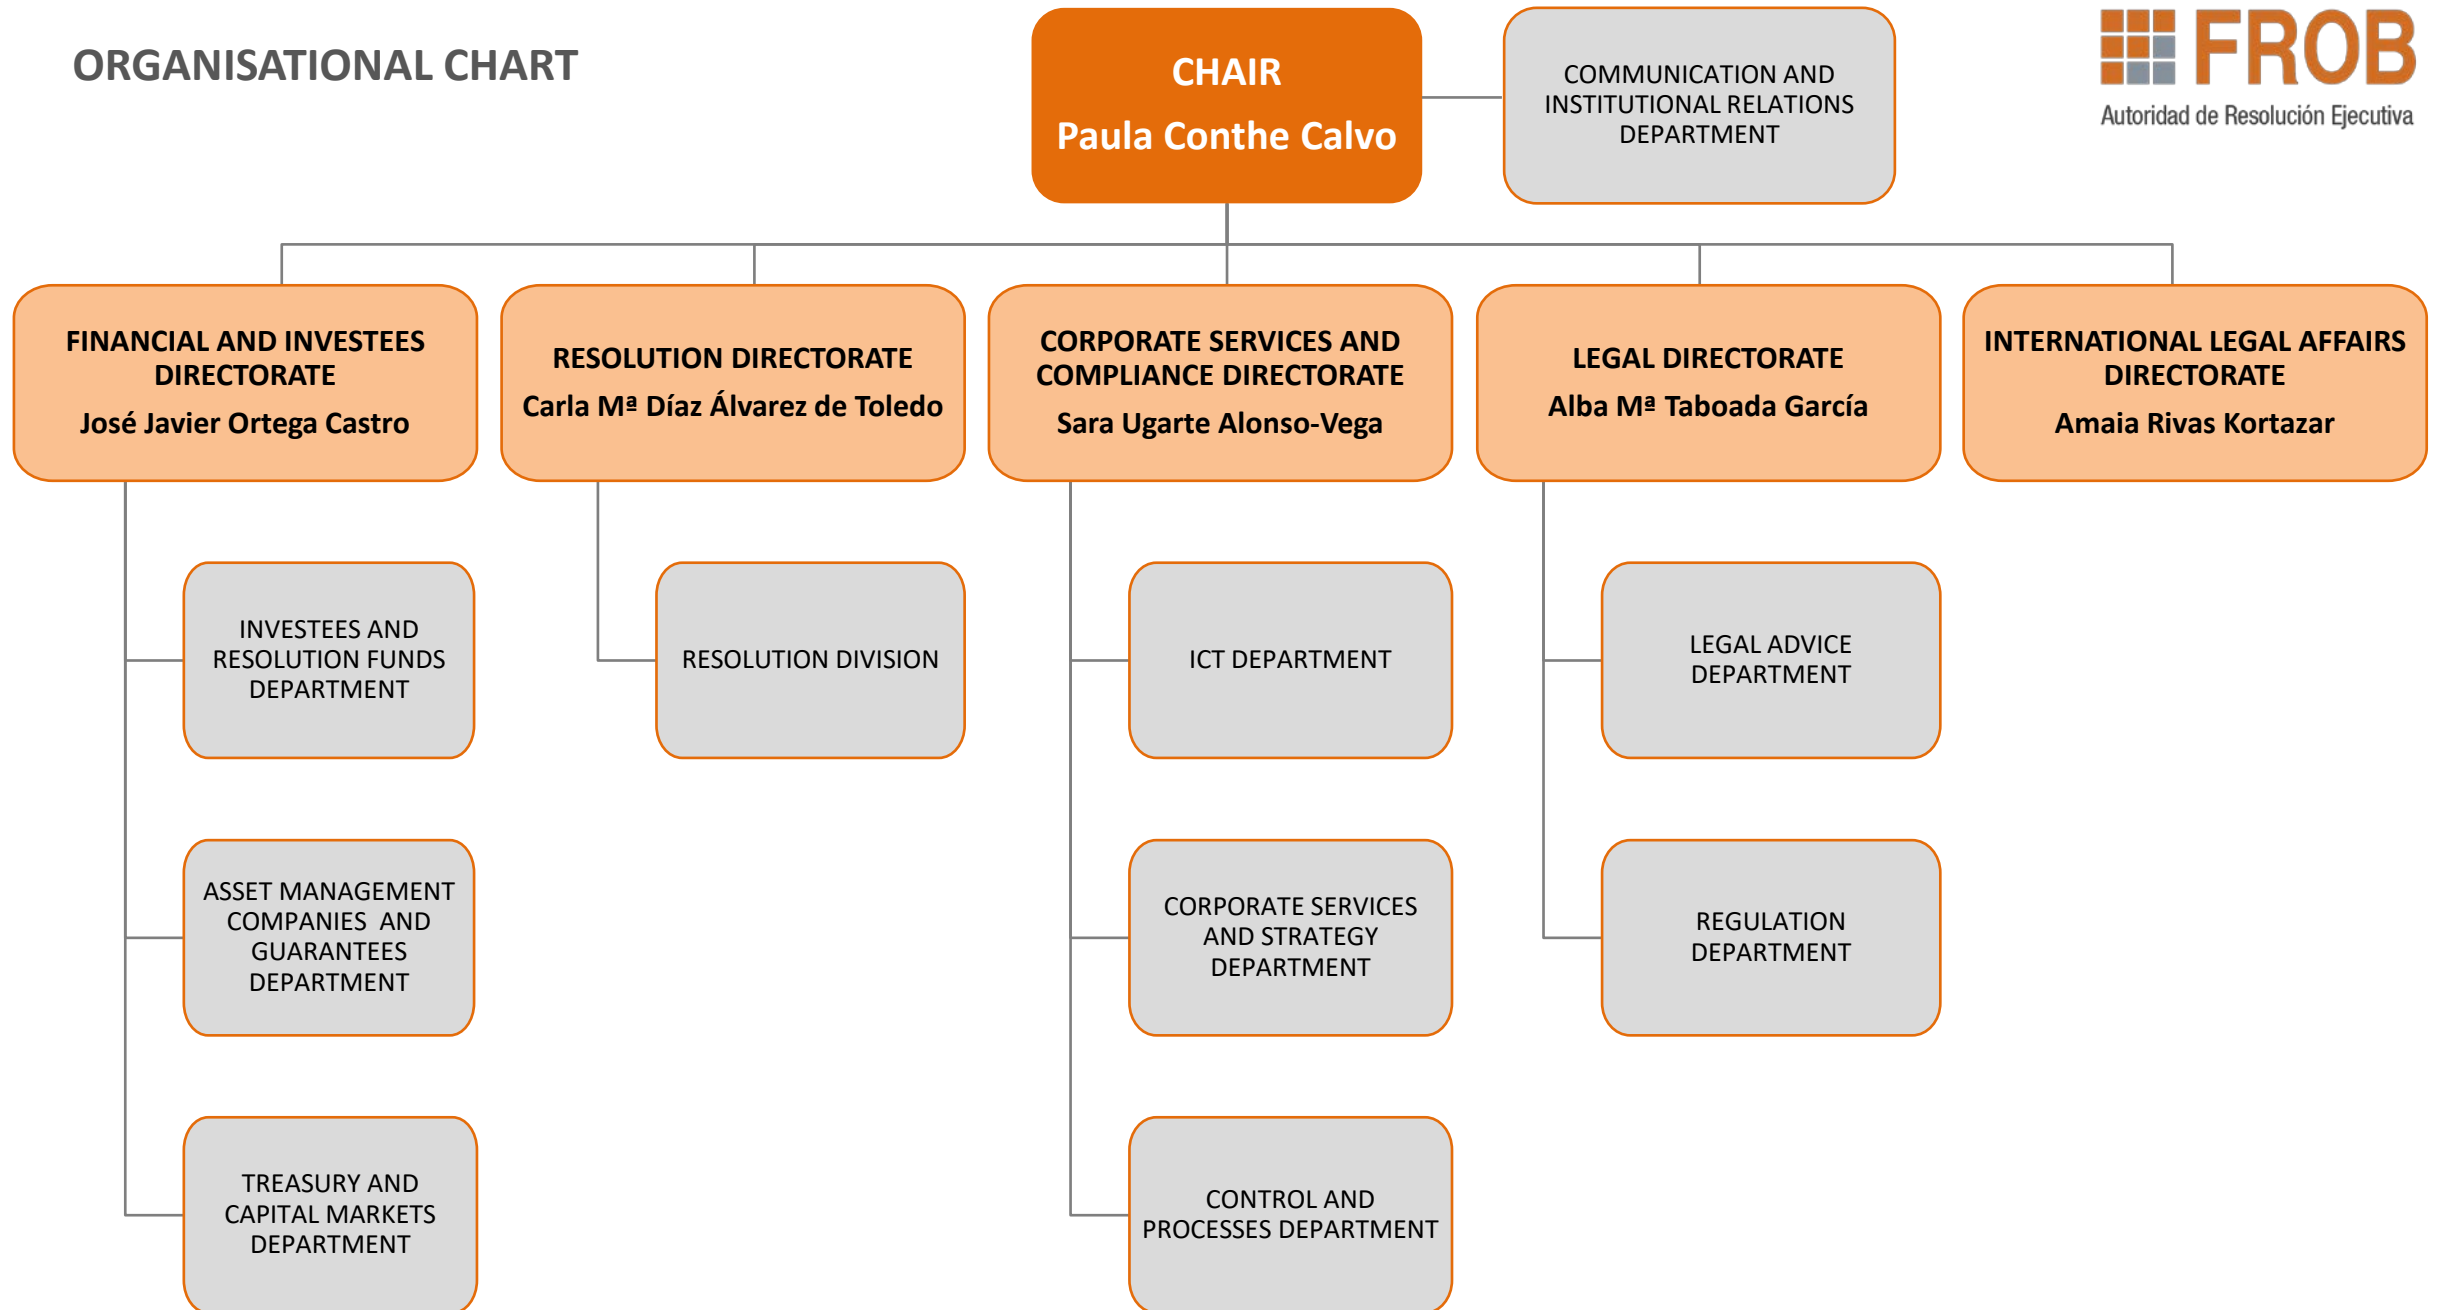 ORGANISATIONAL CHART
CHAIR
Paula Conthe Calvo
COMMUNICATION AND
INSTITUTIONAL RELATIONS
DEPARTMENT
FROB
Autoridad de Resolución Ejecutiva
FINANCIAL AND INVESTEES
DIRECTORATE
José Javier Ortega Castro
RESOLUTION DIRECTORATE
Carla Mª Díaz Álvarez de Toledo
CORPORATE SERVICES AND
COMPLIANCE DIRECTORATE
Sara Ugarte Alonso-Vega
LEGAL DIRECTORATE
Alba Mª Taboada García
INTERNATIONAL LEGAL AFFAIRS
DIRECTORATE
Amaia Rivas Kortazar
INVESTEES AND
RESOLUTION FUNDS
DEPARTMENT
RESOLUTION DIVISION
ICT DEPARTMENT
LEGAL ADVICE
DEPARTMENT
ASSET MANAGEMENT
COMPANIES AND
GUARANTEES
DEPARTMENT
CORPORATE SERVICES
AND STRATEGY
DEPARTMENT
REGULATION
DEPARTMENT
TREASURY AND
CAPITAL MARKETS
DEPARTMENT
CONTROL AND
PROCESSES DEPARTMENT